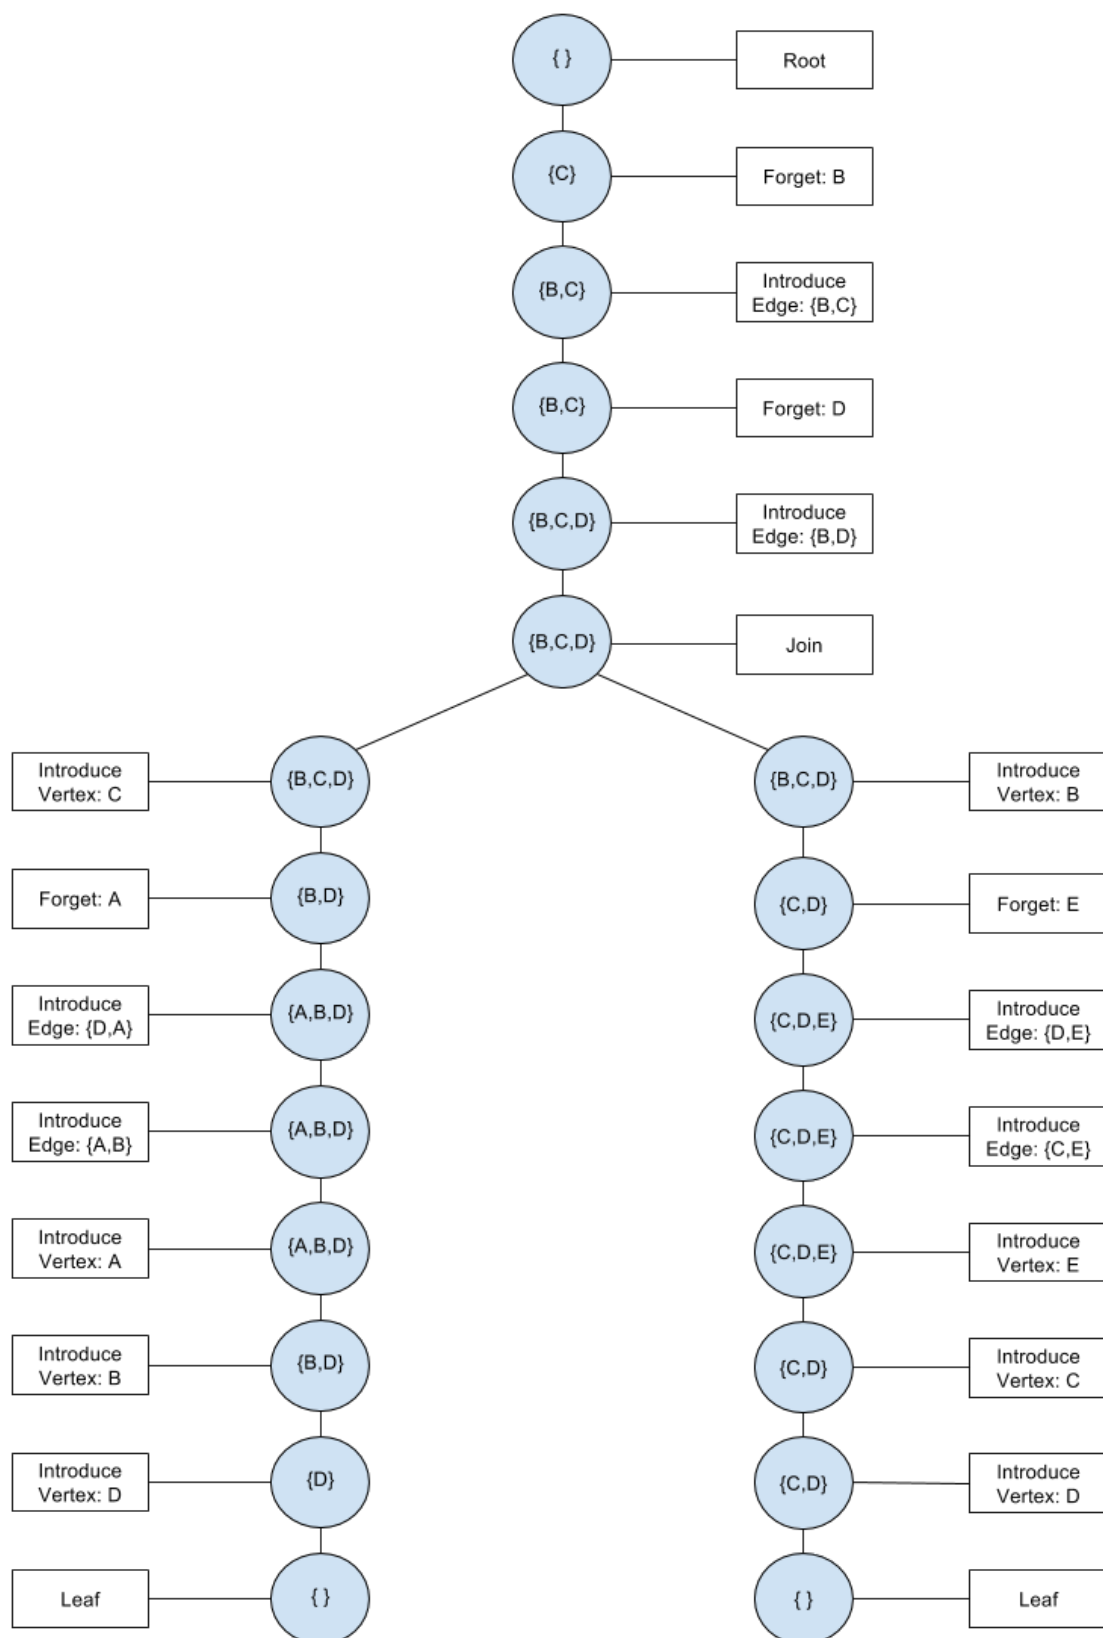 { }
Root
{C}
Forget: B
{B,C}
Introduce
Edge: {B,C}
{B,C}
Forget: D
{B,C,D}
Introduce
Edge: {B,D}
{B,C,D}
Join
Introduce
Vertex: C
{B,C,D}
{B,C,D}
Introduce
Vertex: B
Forget: A
{B,D}
{C,D}
Forget: E
Introduce
Edge: {D,A}
{A,B,D}
{C,D,E}
Introduce
Edge: {D,E}
Introduce
Edge: {A,B}
{A,B,D}
{C,D,E}
Introduce
Edge: {C,E}
Introduce
Vertex: A
{A,B,D}
{C,D,E}
Introduce
Vertex: E
Introduce
Vertex: B
{B,D}
{C,D}
Introduce
Vertex: C
Introduce
Vertex: D
{D}
{C,D}
Introduce
Vertex: D
Leaf
{ }
{ }
Leaf